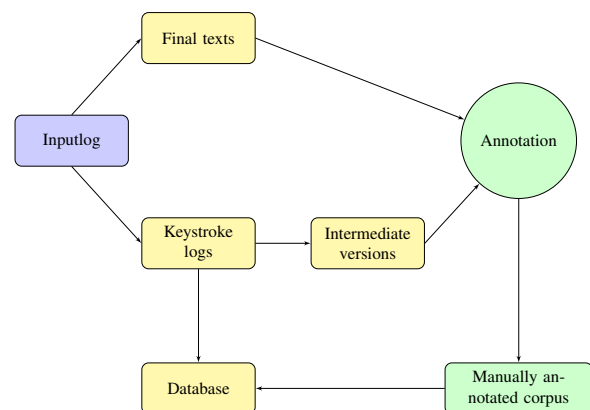 Final texts
Inputlog
Annotation
Keystroke
logs
Intermediate
versions
Database
Manually an-
notated corpus